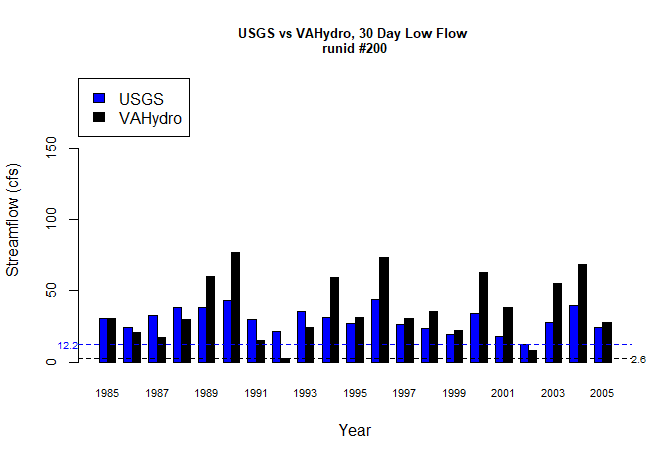 USGS vs VAHydro, 30 Day Low Flow
runid #200
USGS
VAHydro
Streamflow (cfs)
150
100
50
0
12.2
2.6
1985 1987 1989 1991 1993 1995 1997 1999 2001 2003 2005
Year